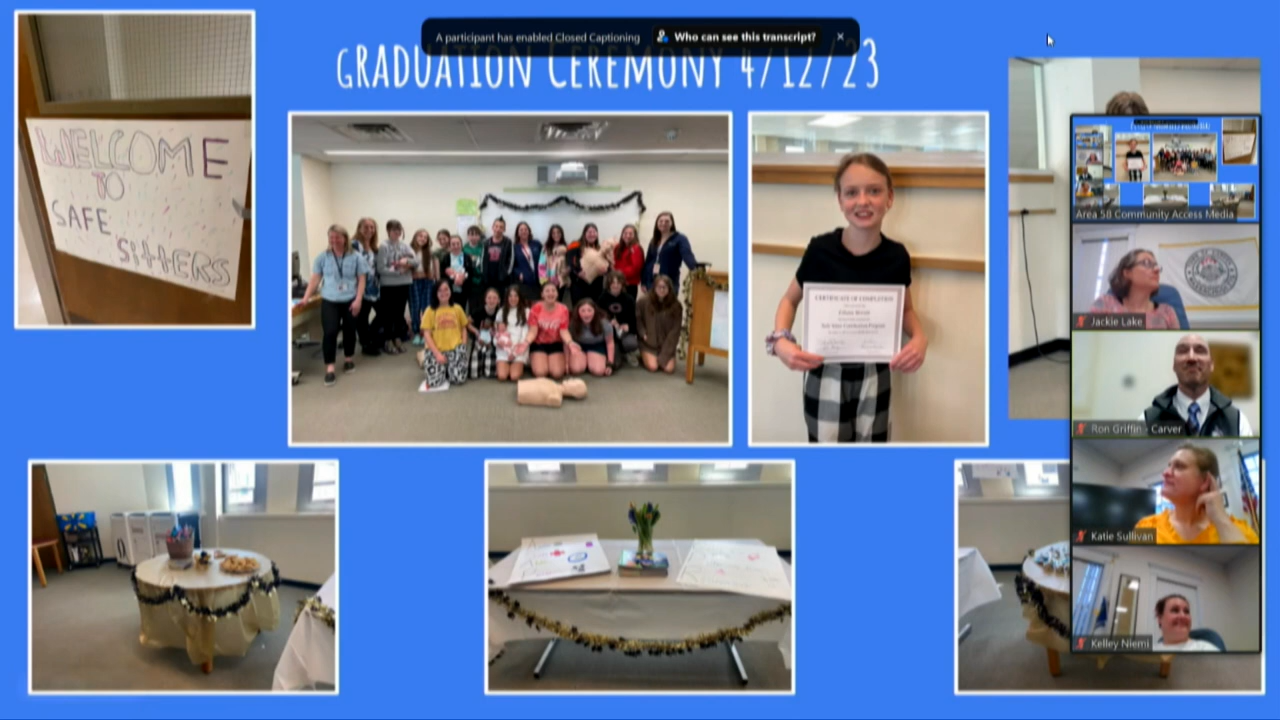 A participant has enabled Closed Captioning Who can see this transcript?
GRADUATION CEREMONY 4/12/23
WELCOME
TO
SAFE
SITTERS
CERTIFICATE OF COMPLETION
Area 58 Community Access Media
Jackie Lake
Ron Griffin - Carver
Katie Sullivan
Kelley Niemi